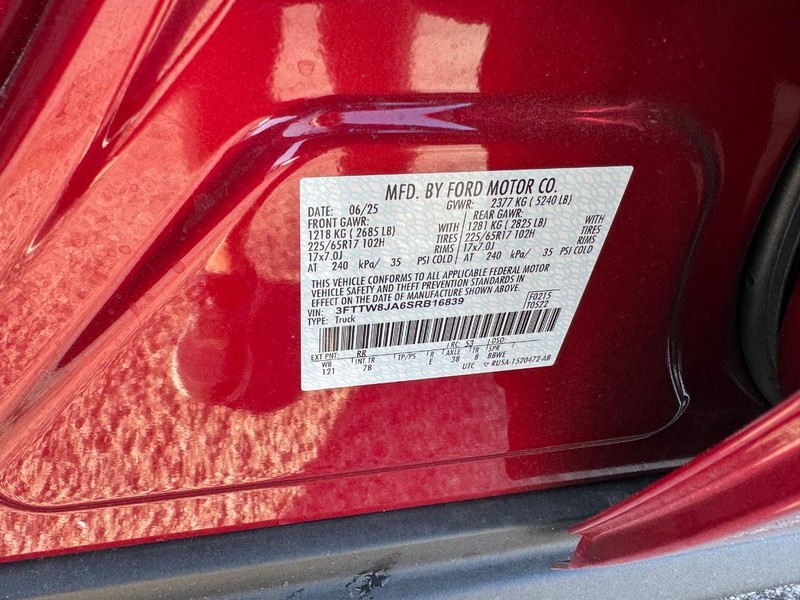 MFD. BY FORD MOTOR CO.
DATE: 06/25 GVWR: 2377 KG ( 5240 LB)
FRONT GAWR: REAR GAWR:
1218 KG ( 2685 LB) WITH 1281 KG ( 2825 LB) WITH
225/65R17 102H TIRES 225/65R17 102H TIRES
17x7.0J RIMS 17x7.0J RIMS
AT 240 kPa/ 35 PSI COLD AT 240 kPa/ 35 PSI COLD
THIS VEHICLE CONFORMS TO ALL APPLICABLE FEDERAL MOTOR
VEHICLE SAFETY AND THEFT PREVENTION STANDARDS IN
EFFECT ON THE DATE OF MANUFACTURE SHOWN ABOVE.
VIN: 3FTTW8JA6SRB16839 F0215
TYPE: Truck T0522
EXT PNT: RR RC: 53 DSO:
WB INT TR TP/PS R AXLE TR SPR
121 7B E 38 8 BBWE
UTC ▽ RU5A-1520472-AB